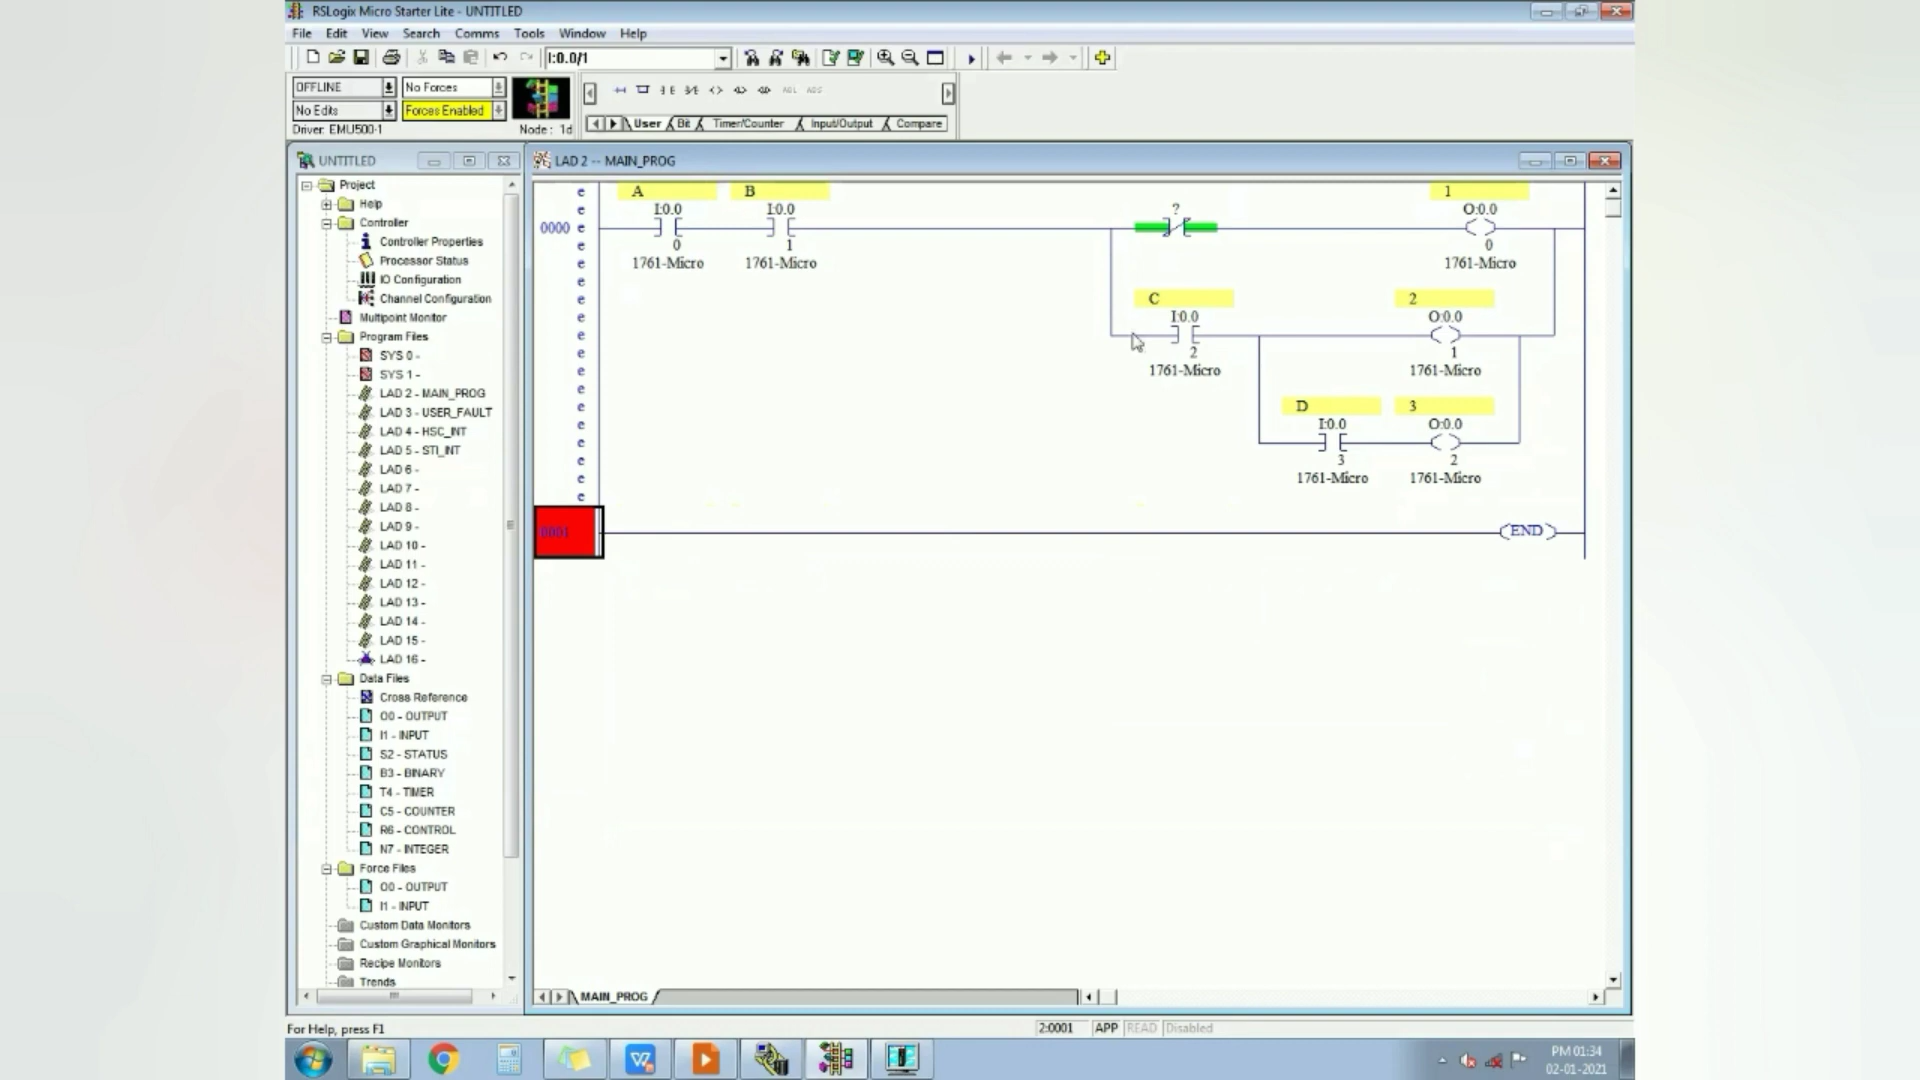 RSLogix Micro Starter Lite - UNTITLED
File Edit View Search Comms Tools Window Help
I:0.0/1
OFFLINE No Forces
No Edits Forces Enabled
Driver: EMU500-1 Node: 1d
User Bit Timer/Counter Input/Output Compare
UNTITLED
Project
Help
Controller
Controller Properties
Processor Status
IO Configuration
Channel Configuration
Multipoint Monitor
Program Files
SYS 0 -
SYS 1 -
LAD 2 - MAIN_PROG
LAD 3 - USER_FAULT
LAD 4 - HSC_INT
LAD 5 - STI_INT
LAD 6 -
LAD 7 -
LAD 8 -
LAD 9 -
LAD 10 -
LAD 11 -
LAD 12 -
LAD 13 -
LAD 14 -
LAD 15 -
LAD 16 -
Data Files
Cross Reference
O0 - OUTPUT
I1 - INPUT
S2 - STATUS
B3 - BINARY
T4 - TIMER
C5 - COUNTER
R6 - CONTROL
N7 - INTEGER
Force Files
O0 - OUTPUT
I1 - INPUT
Custom Data Monitors
Custom Graphical Monitors
Recipe Monitors
Trends
LAD 2 -- MAIN_PROG
e A B 1
e I:0.0 I:0.0 ? O:0.0
0000 e
e 0 1 0
e 1761-Micro 1761-Micro 1761-Micro
e
e C 2
e I:0.0 O:0.0
e
e 2 1
e 1761-Micro 1761-Micro
e
e D 3
e I:0.0 O:0.0
e
e 3 2
e 1761-Micro 1761-Micro
e
0001 END
MAIN_PROG
For Help, press F1 2:0001 APP READ Disabled
PM 01:34
02-01-2021